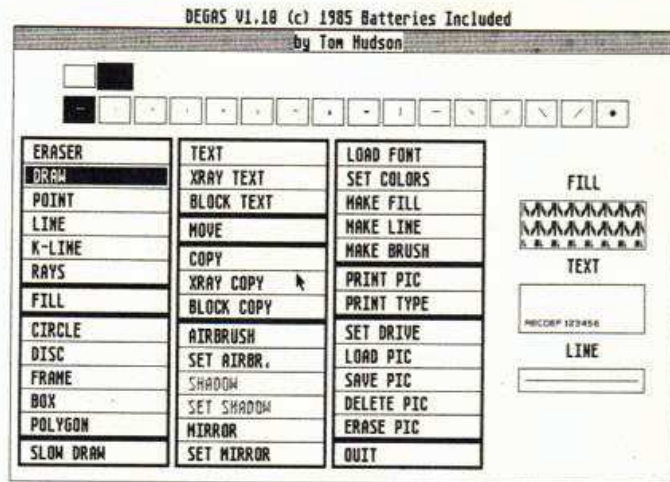 DEGAS V1.10 (c) 1985 Batteries Included
by Tom Hudson
ERASER
DRAW
POINT
LINE
K-LINE
RAYS
FILL
CIRCLE
DISC
FRAME
BOX
POLYGON
SLOW DRAW
TEXT
XRAY TEXT
BLOCK TEXT
MOVE
COPY
XRAY COPY
BLOCK COPY
AIRBRUSH
SET AIRBR.
SHADOW
SET SHADOW
MIRROR
SET MIRROR
LOAD FONT
SET COLORS
MAKE FILL
MAKE LINE
MAKE BRUSH
PRINT PIC
PRINT TYPE
SET DRIVE
LOAD PIC
SAVE PIC
DELETE PIC
ERASE PIC
QUIT
FILL
TEXT
ABCDEF 123456
LINE